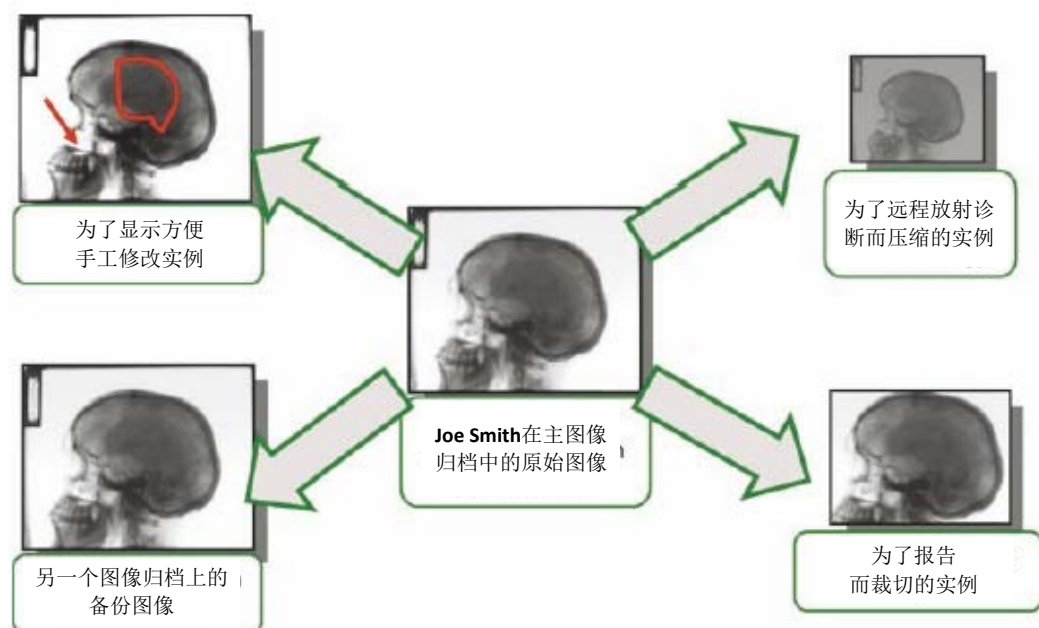 为了显示方便
手工修改实例
为了远程放射诊
断而压缩的实例
Joe Smith在主图像
归档中的原始图像
另一个图像归档上的
备份图像
为了报告
而裁切的实例